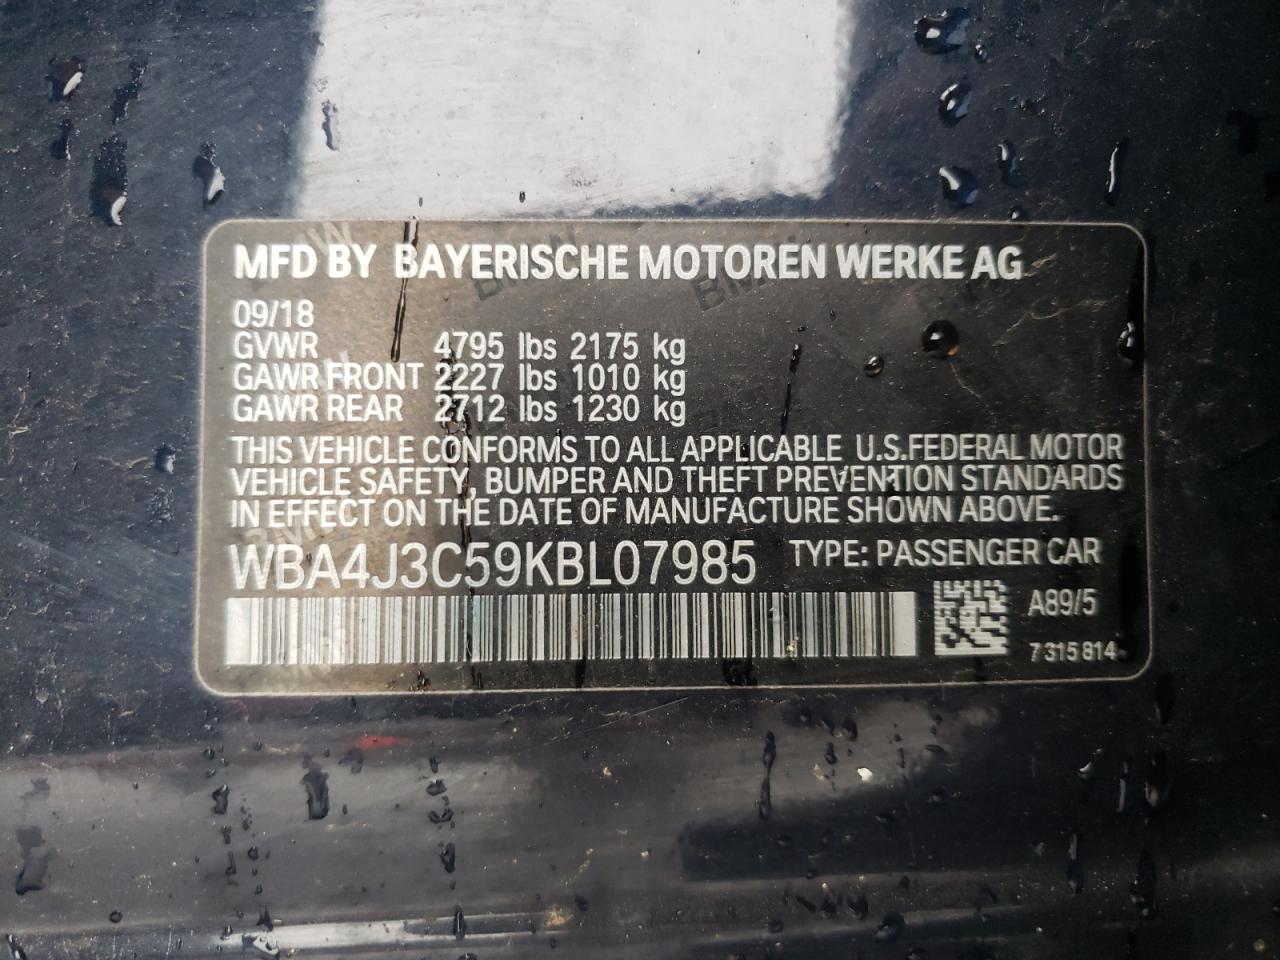 MFD BY BAYERISCHE MOTOREN WERKE AG
09/18
GVWR 4795 lbs 2175 kg
GAWR FRONT 2227 lbs 1010 kg
GAWR REAR 2712 lbs 1230 kg
THIS VEHICLE CONFORMS TO ALL APPLICABLE U.S.FEDERAL MOTOR
VEHICLE SAFETY, BUMPER AND THEFT PREVENTION STANDARDS
IN EFFECT ON THE DATE OF MANUFACTURE SHOWN ABOVE.
WBA4J3C59KBL07985 TYPE: PASSENGER CAR
A89/5
7 315 814